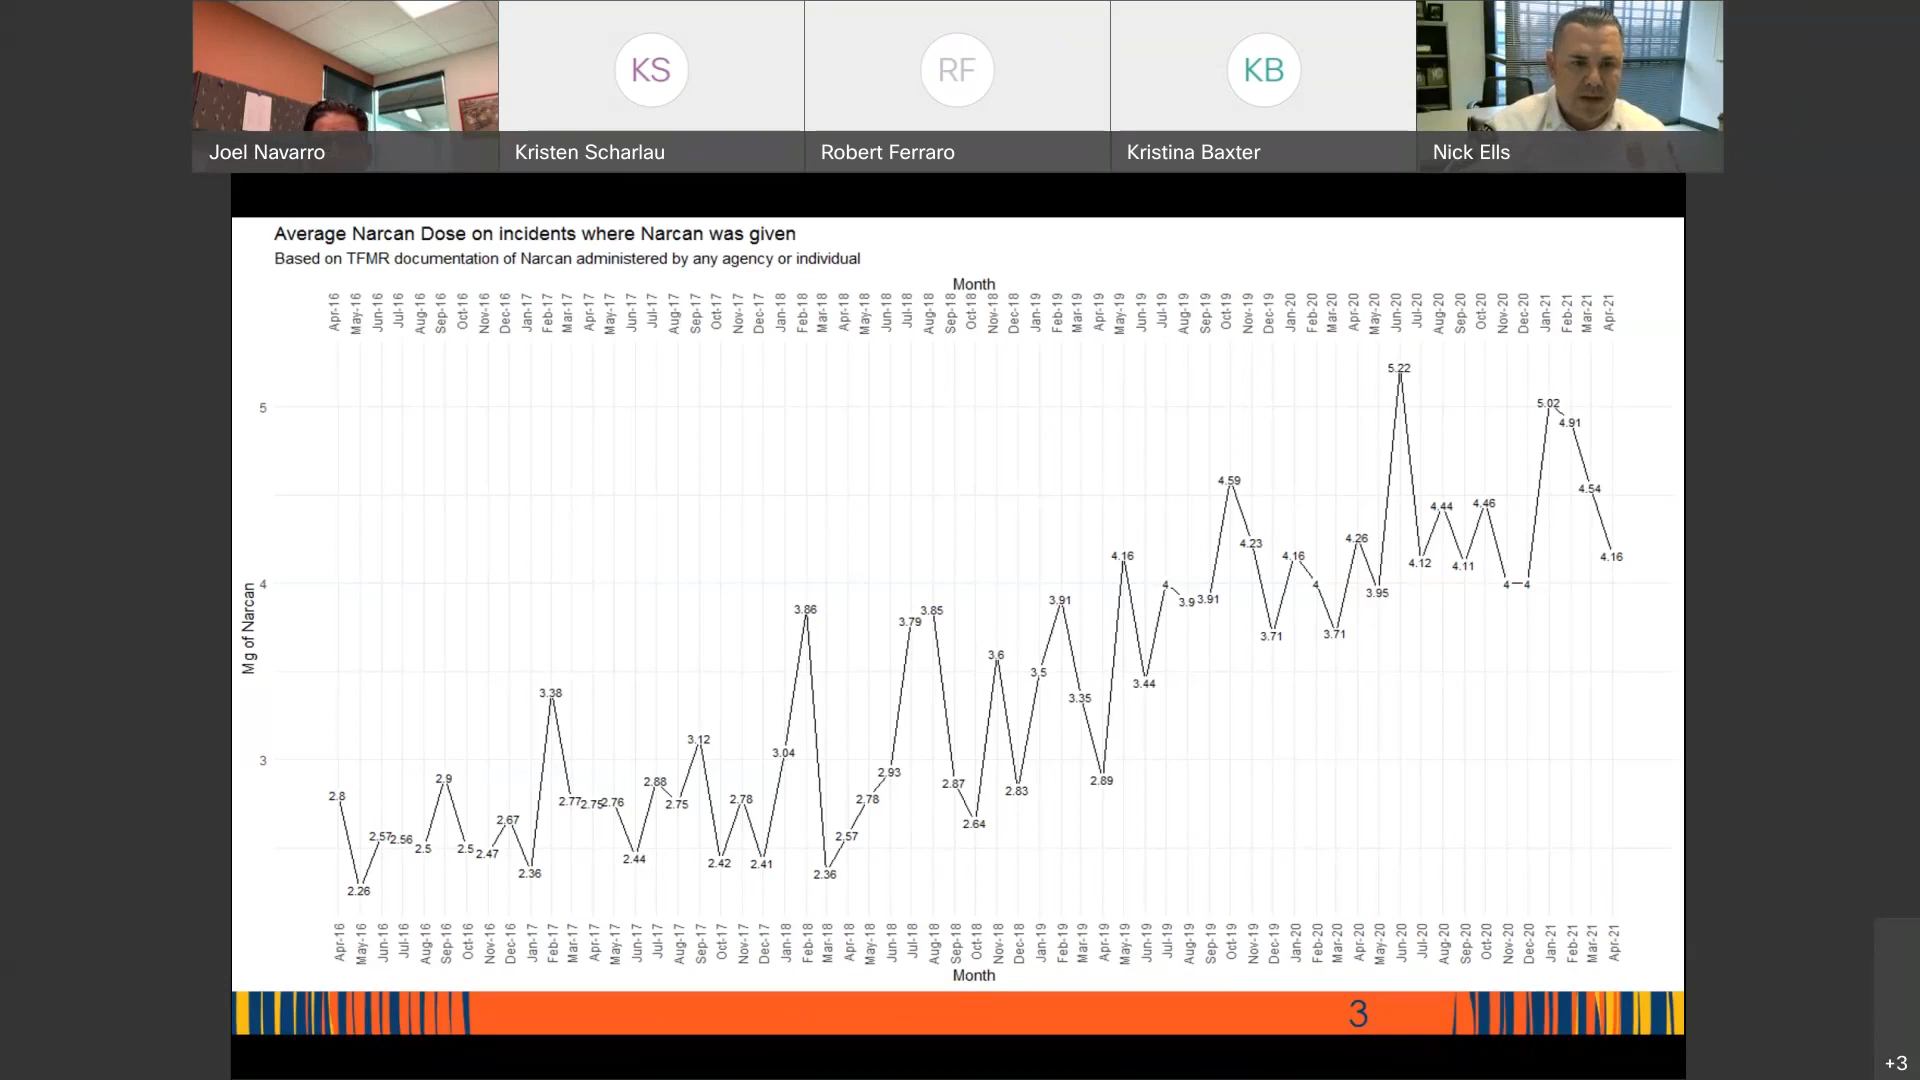 KS
RF
KB
Joel Navarro
Kristen Scharlau
Robert Ferraro
Kristina Baxter
Nick Ells
Average Narcan Dose on incidents where Narcan was given
Based on TFMR documentation of Narcan administered by any agency or individual
Month
Apr-16 May-16 Jun-16 Jul-16 Aug-16 Sep-16 Oct-16 Nov-16 Dec-16 Jan-17 Feb-17 Mar-17 Apr-17 May-17 Jun-17 Jul-17 Aug-17 Sep-17 Oct-17 Nov-17 Dec-17 Jan-18 Feb-18 Mar-18 Apr-18 May-18 Jun-18 Jul-18 Aug-18 Sep-18 Oct-18 Nov-18 Dec-18 Jan-19 Feb-19 Mar-19 Apr-19 May-19 Jun-19 Jul-19 Aug-19 Sep-19 Oct-19 Nov-19 Dec-19 Jan-20 Feb-20 Mar-20 Apr-20 May-20 Jun-20 Jul-20 Aug-20 Sep-20 Oct-20 Nov-20 Dec-20 Jan-21 Feb-21 Mar-21 Apr-21
5
4
3
Mg of Narcan
2.8 2.26 2.57 2.56 2.5 2.9 2.5 2.47 2.67 2.36 3.38 2.77 2.75 2.76 2.44 2.88 2.75 3.12 2.42 2.78 2.41 3.04 3.86 2.36 2.57 2.78 2.93 3.79 3.85 2.87 2.64 3.6 2.83 3.5 3.91 3.35 2.89 4.16 3.44 4 3.9 3.91 4.59 4.23 3.71 4.16 4 3.71 4.26 3.95 5.22 4.12 4.44 4.11 4.46 4 4 5.02 4.91 4.54 4.16
Apr-16 May-16 Jun-16 Jul-16 Aug-16 Sep-16 Oct-16 Nov-16 Dec-16 Jan-17 Feb-17 Mar-17 Apr-17 May-17 Jun-17 Jul-17 Aug-17 Sep-17 Oct-17 Nov-17 Dec-17 Jan-18 Feb-18 Mar-18 Apr-18 May-18 Jun-18 Jul-18 Aug-18 Sep-18 Oct-18 Nov-18 Dec-18 Jan-19 Feb-19 Mar-19 Apr-19 May-19 Jun-19 Jul-19 Aug-19 Sep-19 Oct-19 Nov-19 Dec-19 Jan-20 Feb-20 Mar-20 Apr-20 May-20 Jun-20 Jul-20 Aug-20 Sep-20 Oct-20 Nov-20 Dec-20 Jan-21 Feb-21 Mar-21 Apr-21
Month
3
+3